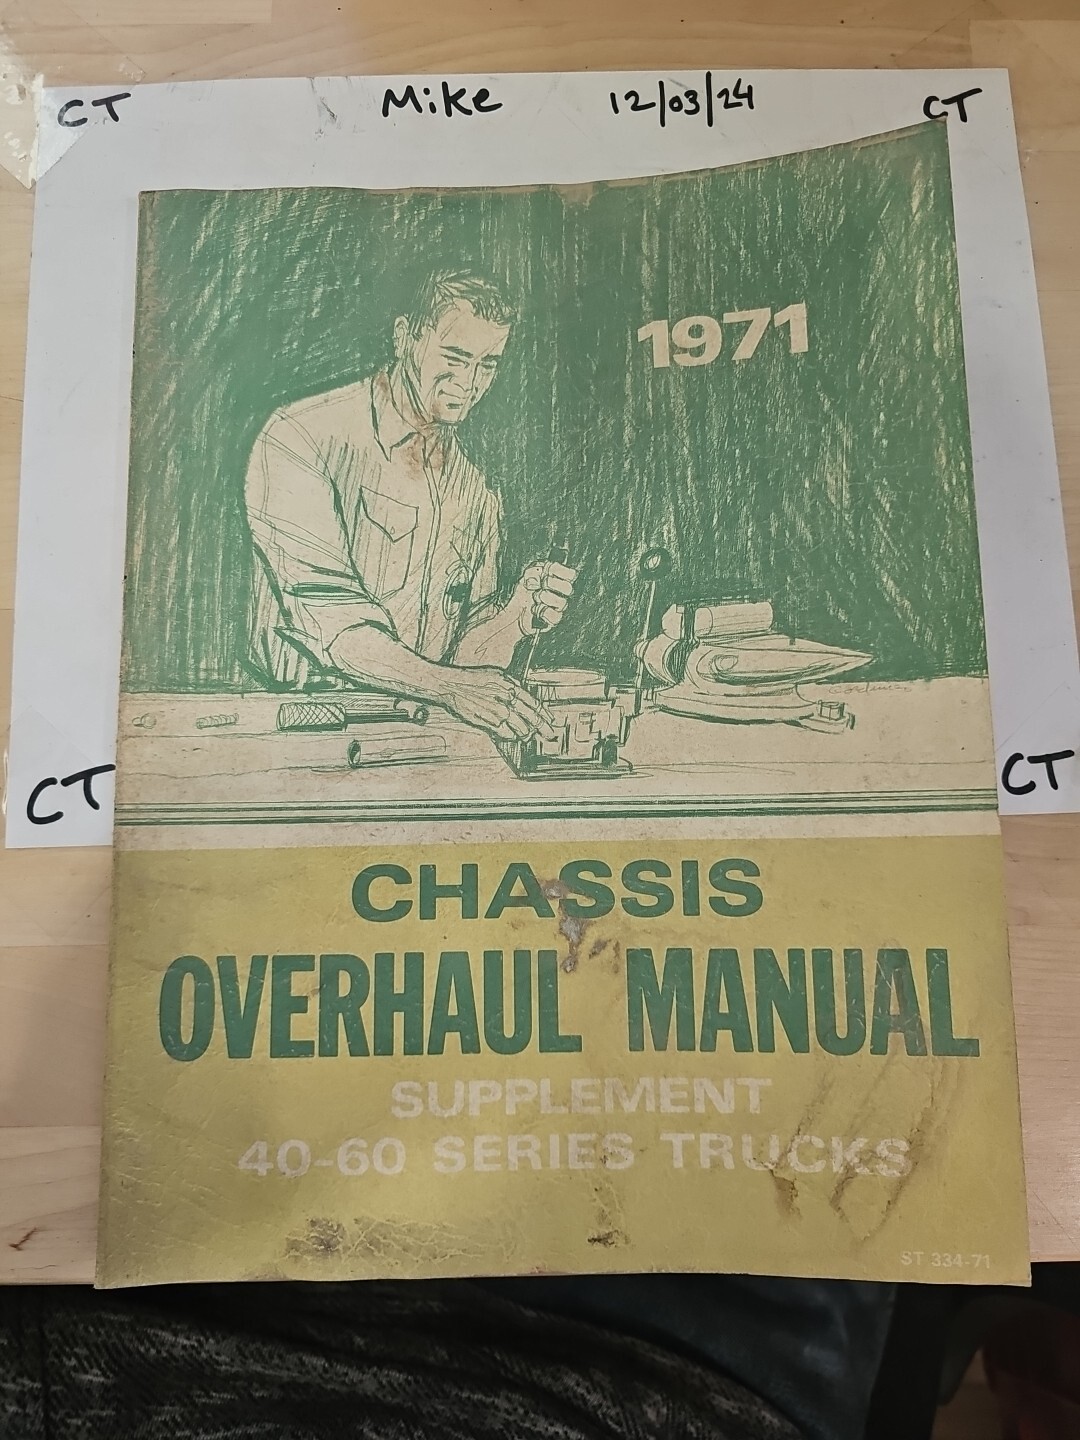 CT Mike 12/03/24 CT
1971
CT CT
CHASSIS
OVERHAUL MANUAL
SUPPLEMENT
40-60 SERIES TRUCKS
ST 334-71